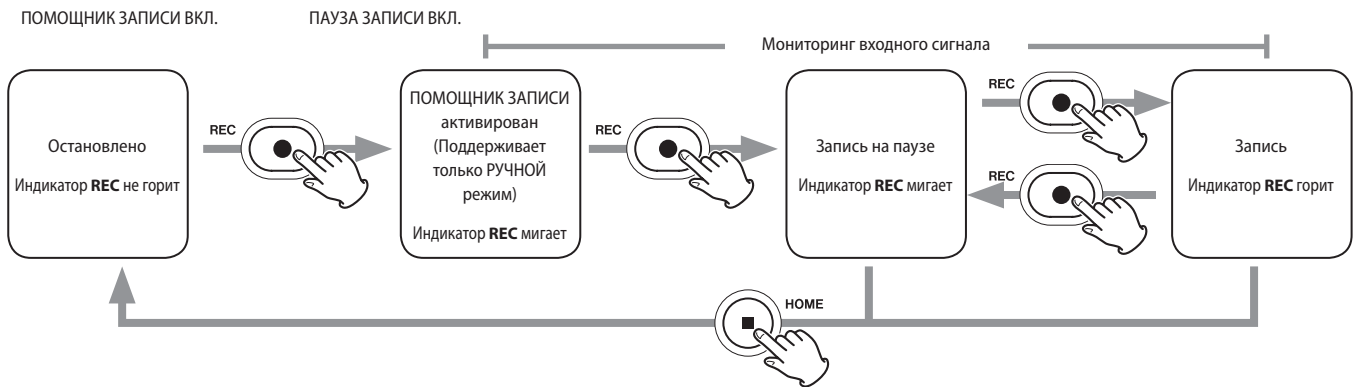 ПОМОЩНИК ЗАПИСИ ВКЛ.
ПАУЗА ЗАПИСИ ВКЛ.
Мониторинг входного сигнала
Остановлено
Индикатор REC не горит
REC
ПОМОЩНИК ЗАПИСИ
активирован
(Поддерживает
только РУЧНОЙ
режим)
Индикатор REC мигает
REC
Запись на паузе
Индикатор REC мигает
REC
REC
Запись
Индикатор REC горит
HOME